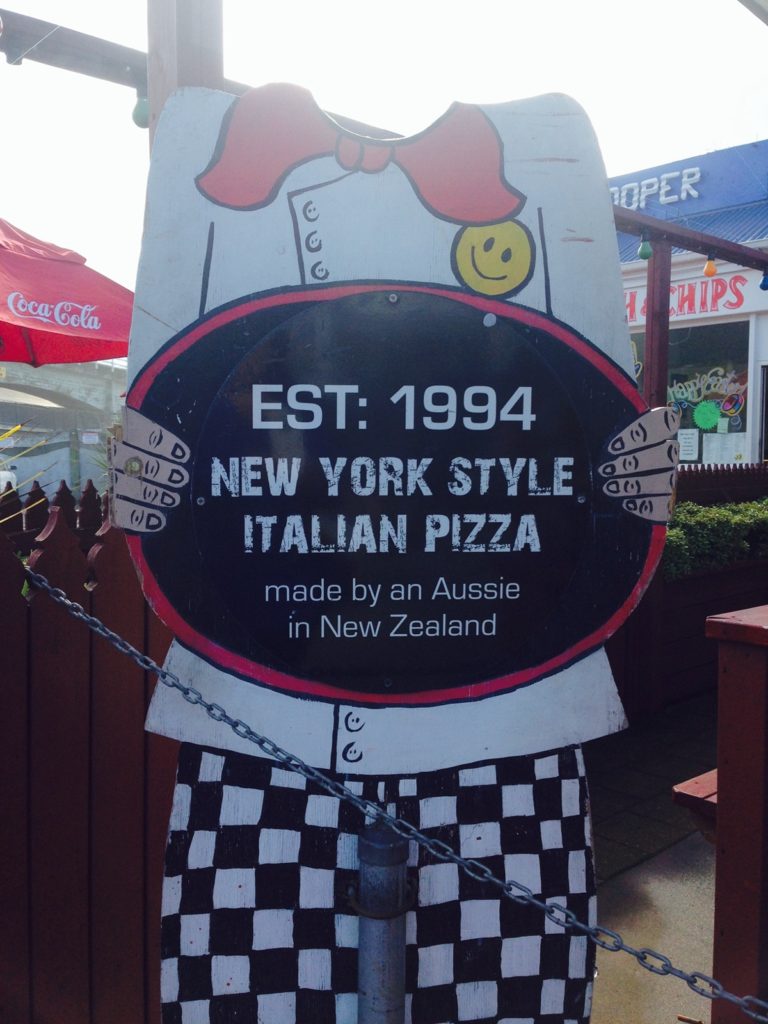 OOPER
Coca-Cola
& CHIPS
EST: 1994
NEW YORK STYLE
ITALIAN PIZZA
made by an Aussie
in New Zealand